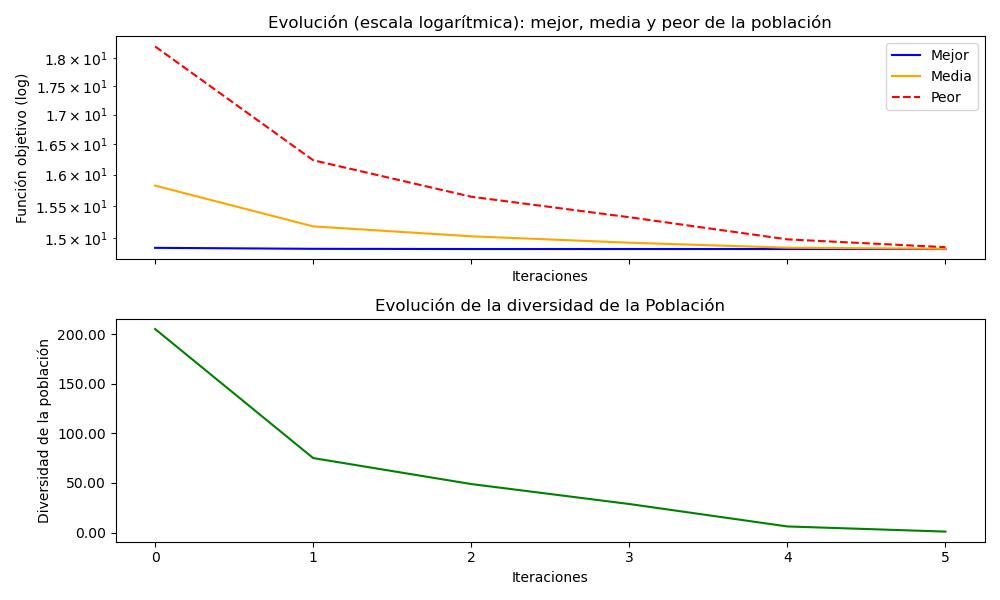 Evolución (escala logarítmica): mejor, media y peor de la población
Función objetivo (log)
1.8 × 10¹
1.75 × 10¹
1.7 × 10¹
1.65 × 10¹
1.6 × 10¹
1.55 × 10¹
1.5 × 10¹
Mejor
Media
Peor
Iteraciones
Evolución de la diversidad de la Población
Diversidad de la población
200.00
150.00
100.00
50.00
0.00
0 1 2 3 4 5
Iteraciones